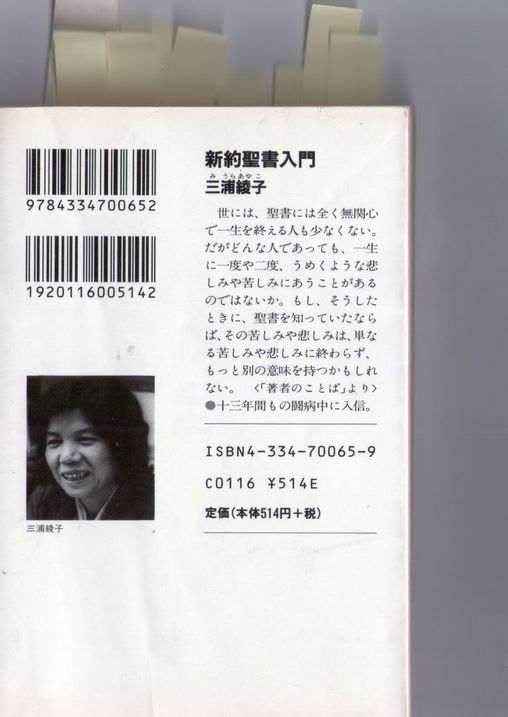 9784334700652
1920116005142
三浦綾子
新約聖書入門
み うらあや こ
三浦綾子
世には、聖書には全く無関心
で一生を終える人も少なくない。
だがどんな人であっても、一生
に一度や二度、うめくような悲
しみや苦しみにあうことがある
のではないか。もし、そうした
ときに、聖書を知っていたなら
ば、その苦しみや悲しみは、単な
る苦しみや悲しみに終わらず、
もっと別の意味を持つかもしれ
ない。 <「著者のことば」より>
●十三年間もの闘病中に入信。
ISBN4-334-70065-9
C0116 ¥514E
定価(本体514円+税)